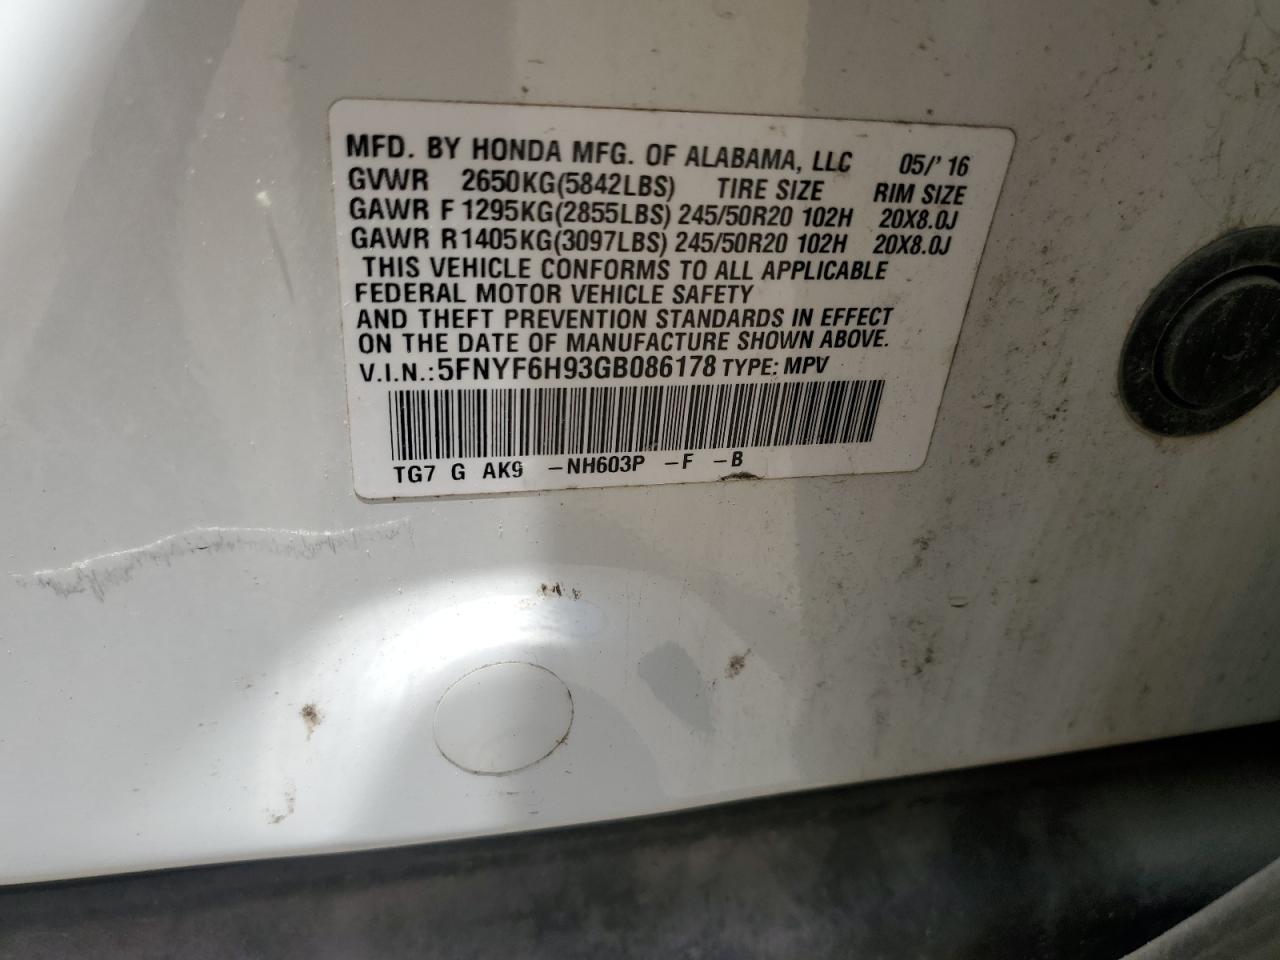 MFD. BY HONDA MFG. OF ALABAMA, LLC 05/' 16
GVWR 2650KG(5842LBS) TIRE SIZE RIM SIZE
GAWR F 1295KG(2855LBS) 245/50R20 102H 20X8.0J
GAWR R1405KG(3097LBS) 245/50R20 102H 20X8.0J
THIS VEHICLE CONFORMS TO ALL APPLICABLE
FEDERAL MOTOR VEHICLE SAFETY
AND THEFT PREVENTION STANDARDS IN EFFECT
ON THE DATE OF MANUFACTURE SHOWN ABOVE.
V.I.N.:5FNYF6H93GB086178 TYPE: MPV
TG7 G AK9 -NH603P -F -B